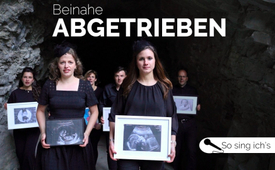 Beinahe
ABGETRIEBEN
So sing ich's